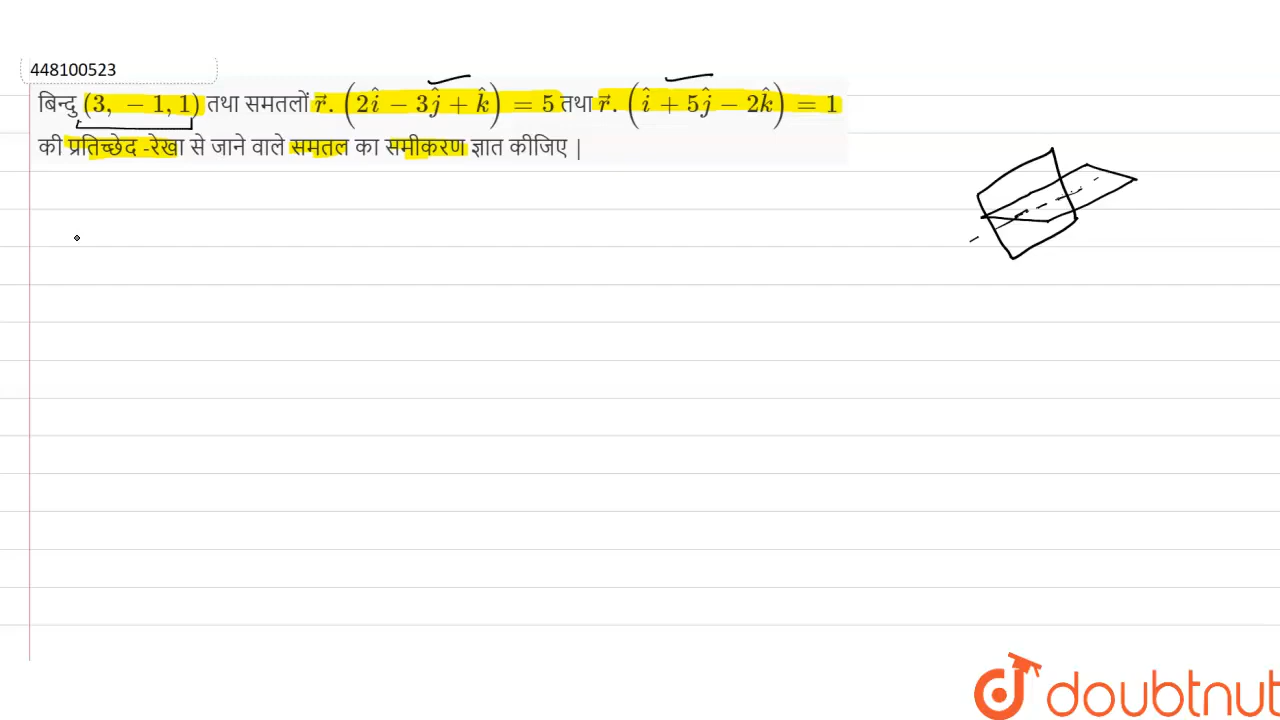 448100523
बिन्दु (3, −1, 1) तथा समतलों r⃗.(2î − 3ĵ + k̂) = 5 तथा r⃗.(î + 5ĵ − 2k̂) = 1
की प्रतिच्छेद -रेखा से जाने वाले समतल का समीकरण ज्ञात कीजिए |
doubtnut